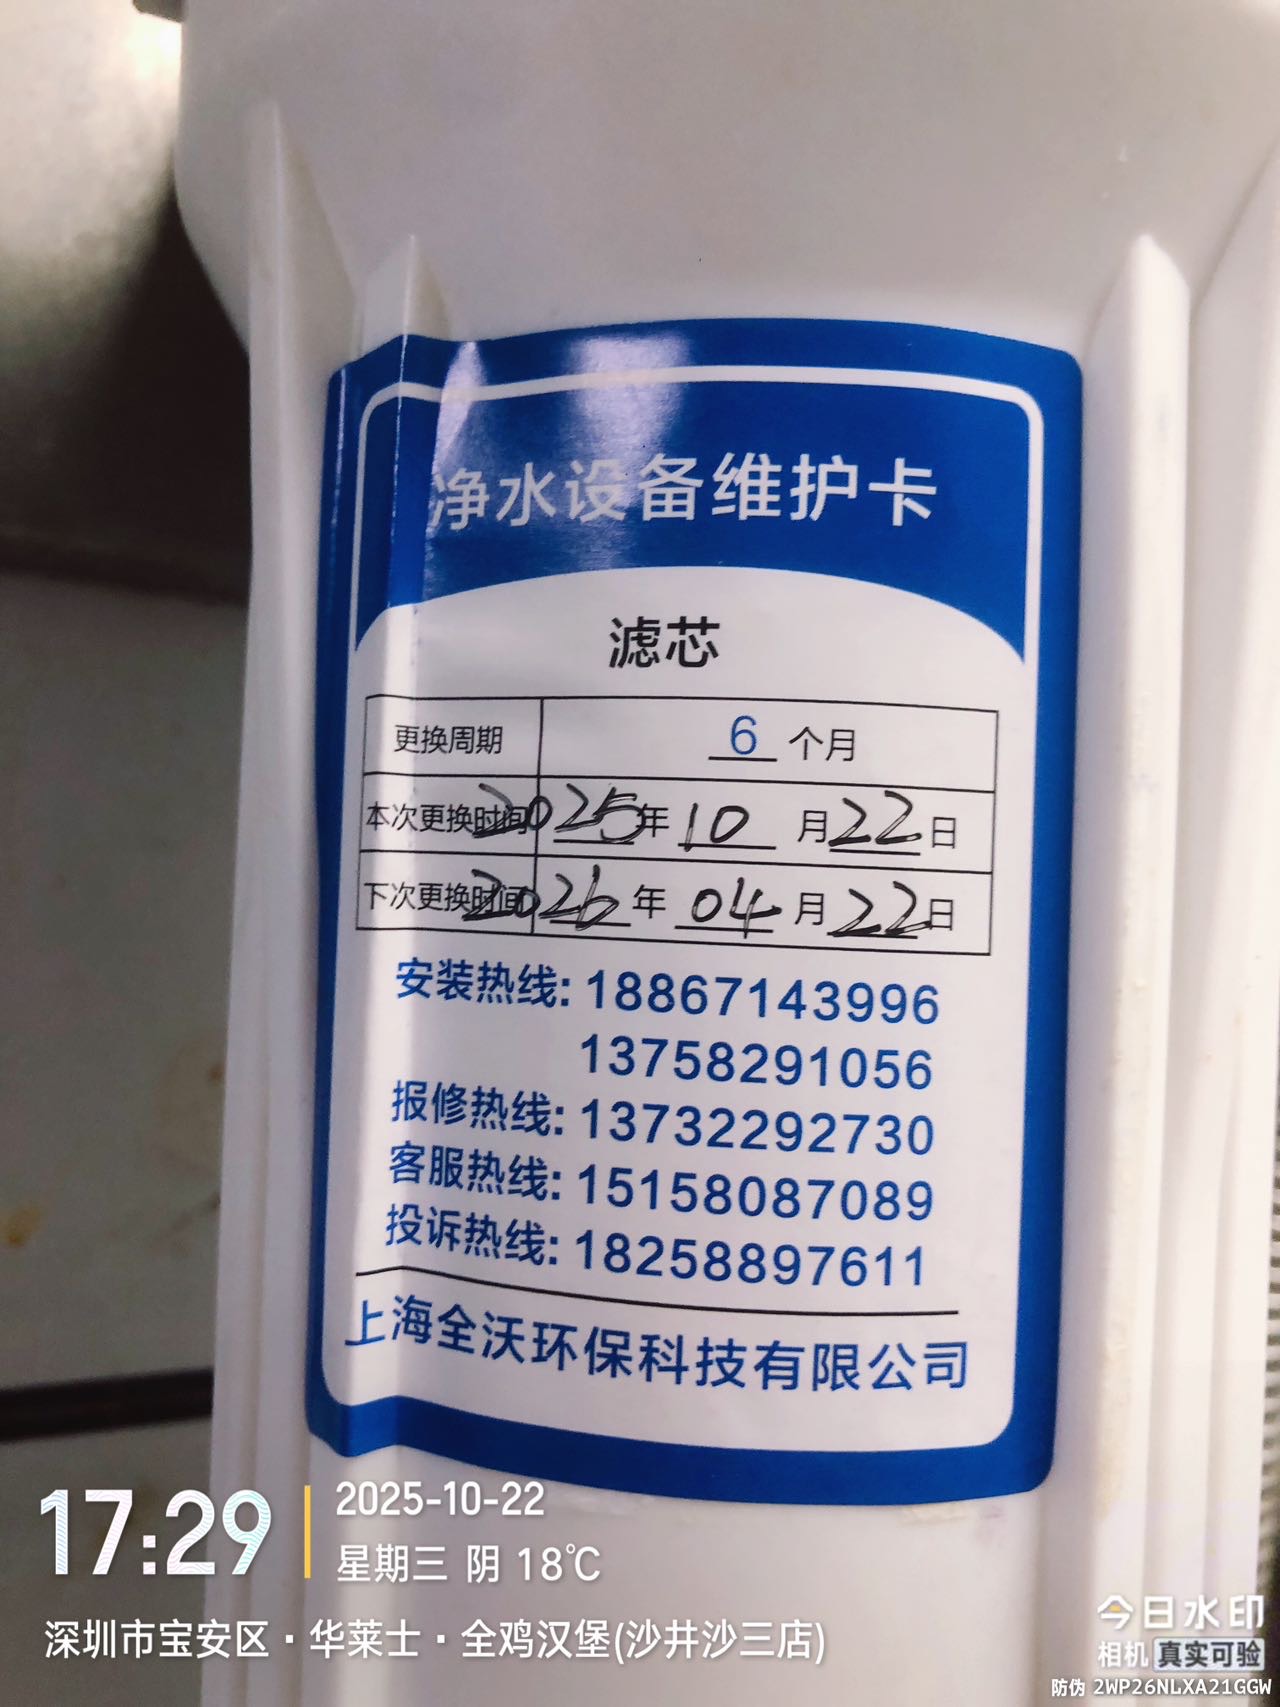 净水设备维护卡
滤芯
更换周期 6 个月
本次更换时间 2025年 10 月 22 日
下次更换时间 2026 年 04 月 22 日
安装热线: 18867143996
13758291056
报修热线: 13732292730
客服热线: 15158087089
投诉热线: 18258897611
上海全沃环保科技有限公司
17:29
2025-10-22
星期三 阴 18℃
深圳市宝安区·华莱士·全鸡汉堡(沙井沙三店)
今日水印
相机 真实可验
防伪 2WP26NLXA21GGW